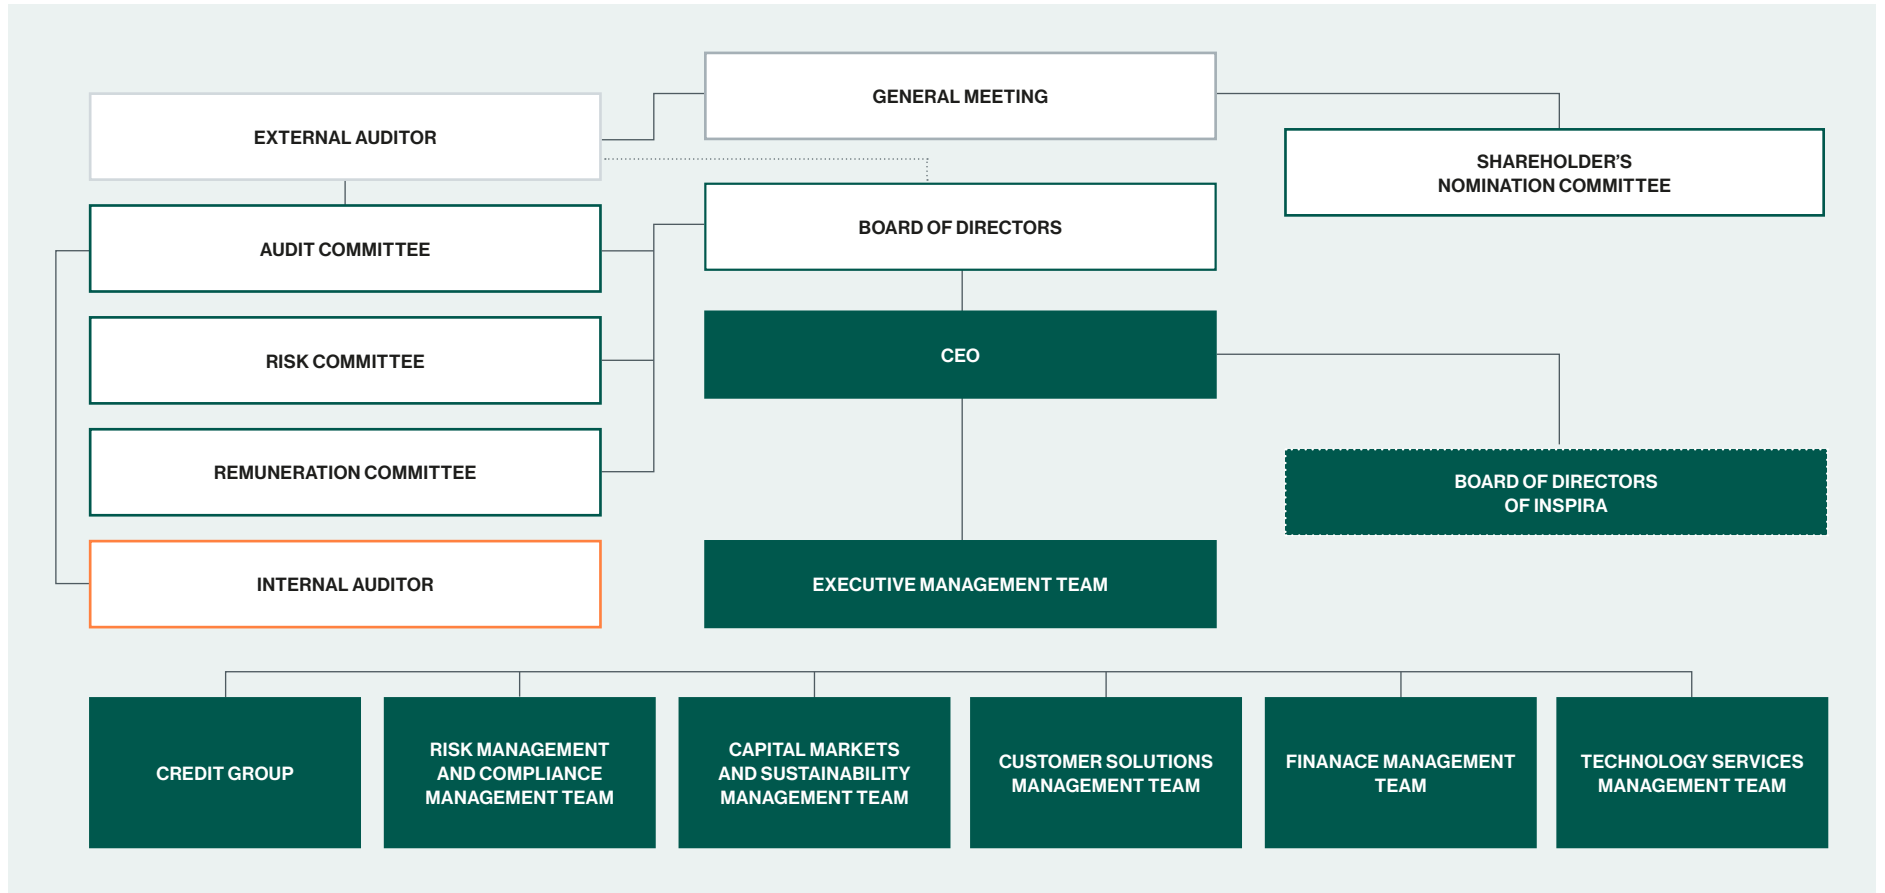 GENERAL MEETING
EXTERNAL AUDITOR
SHAREHOLDER’S
NOMINATION COMMITTEE
BOARD OF DIRECTORS
AUDIT COMMITTEE
CEO
RISK COMMITTEE
REMUNERATION COMMITTEE
BOARD OF DIRECTORS
OF INSPIRA
INTERNAL AUDITOR
EXECUTIVE MANAGEMENT TEAM
CREDIT GROUP
RISK MANAGEMENT
AND COMPLIANCE
MANAGEMENT TEAM
CAPITAL MARKETS
AND SUSTAINABILITY
MANAGEMENT TEAM
CUSTOMER SOLUTIONS
MANAGEMENT TEAM
FINANACE MANAGEMENT
TEAM
TECHNOLOGY SERVICES
MANAGEMENT TEAM